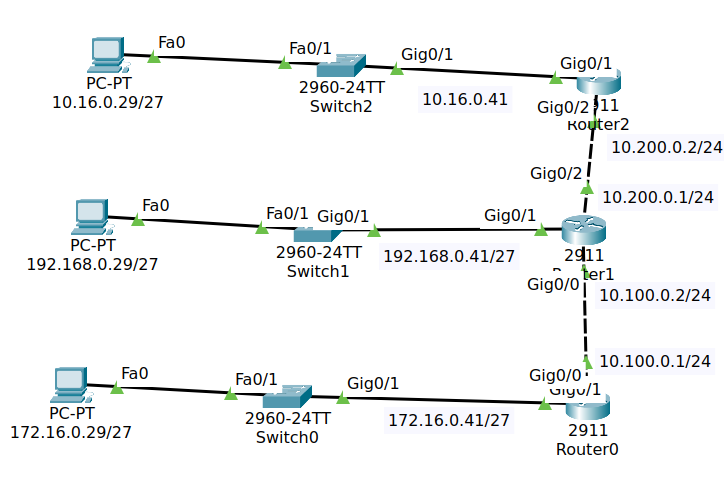 Fa0
Fa0/1
Gig0/1
Gig0/1
PC-PT
10.16.0.29/27
2960-24TT
Switch2
10.16.0.41
Gig0/2
Router2
10.200.0.2/24
Gig0/2
10.200.0.1/24
Fa0
Fa0/1
Gig0/1
Gig0/1
PC-PT
192.168.0.29/27
2960-24TT
Switch1
192.168.0.41/27
2911
Gig0/0
10.100.0.2/24
10.100.0.1/24
Fa0
Fa0/1
Gig0/1
Gig0/0
Gig0/1
PC-PT
172.16.0.29/27
2960-24TT
Switch0
172.16.0.41/27
2911
Router0